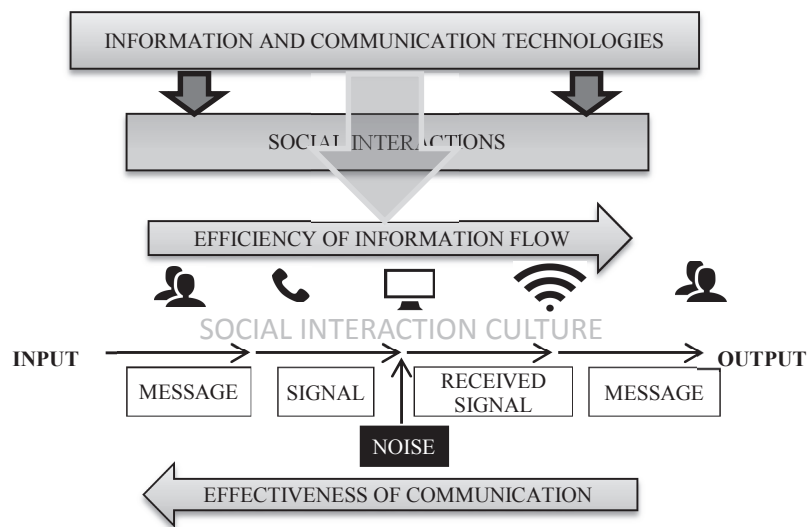 INFORMATION AND COMMUNICATION TECHNOLOGIES
SOCIAL INTERACTIONS
EFFICIENCY OF INFORMATION FLOW
SOCIAL INTERACTION CULTURE
INPUT
OUTPUT
MESSAGE
SIGNAL
RECEIVED
SIGNAL
MESSAGE
NOISE
EFFECTIVENESS OF COMMUNICATION